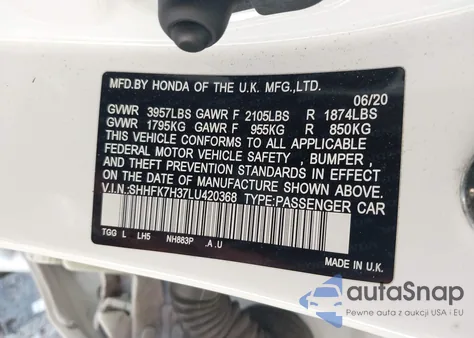 MFD.BY HONDA OF THE U.K. MFG.,LTD.
06/20
GVWR 3957LBS GAWR F 2105LBS R 1874LBS
GVWR 1795KG GAWR F 955KG R 850KG
THIS VEHICLE CONFORMS TO ALL APPLICABLE
FEDERAL MOTOR VEHICLE SAFETY , BUMPER ,
AND THEFT PREVENTION STANDARDS IN EFFECT
ON THE DATE OF MANUFACTURE SHOWN ABOVE.
V.I.N.:SHHFK7H37LU420368 TYPE:PASSENGER CAR
TGG L LH5 NH883P .A.U
MADE IN U.K.
autoSnap
Pewne auta z aukcji USA i EU